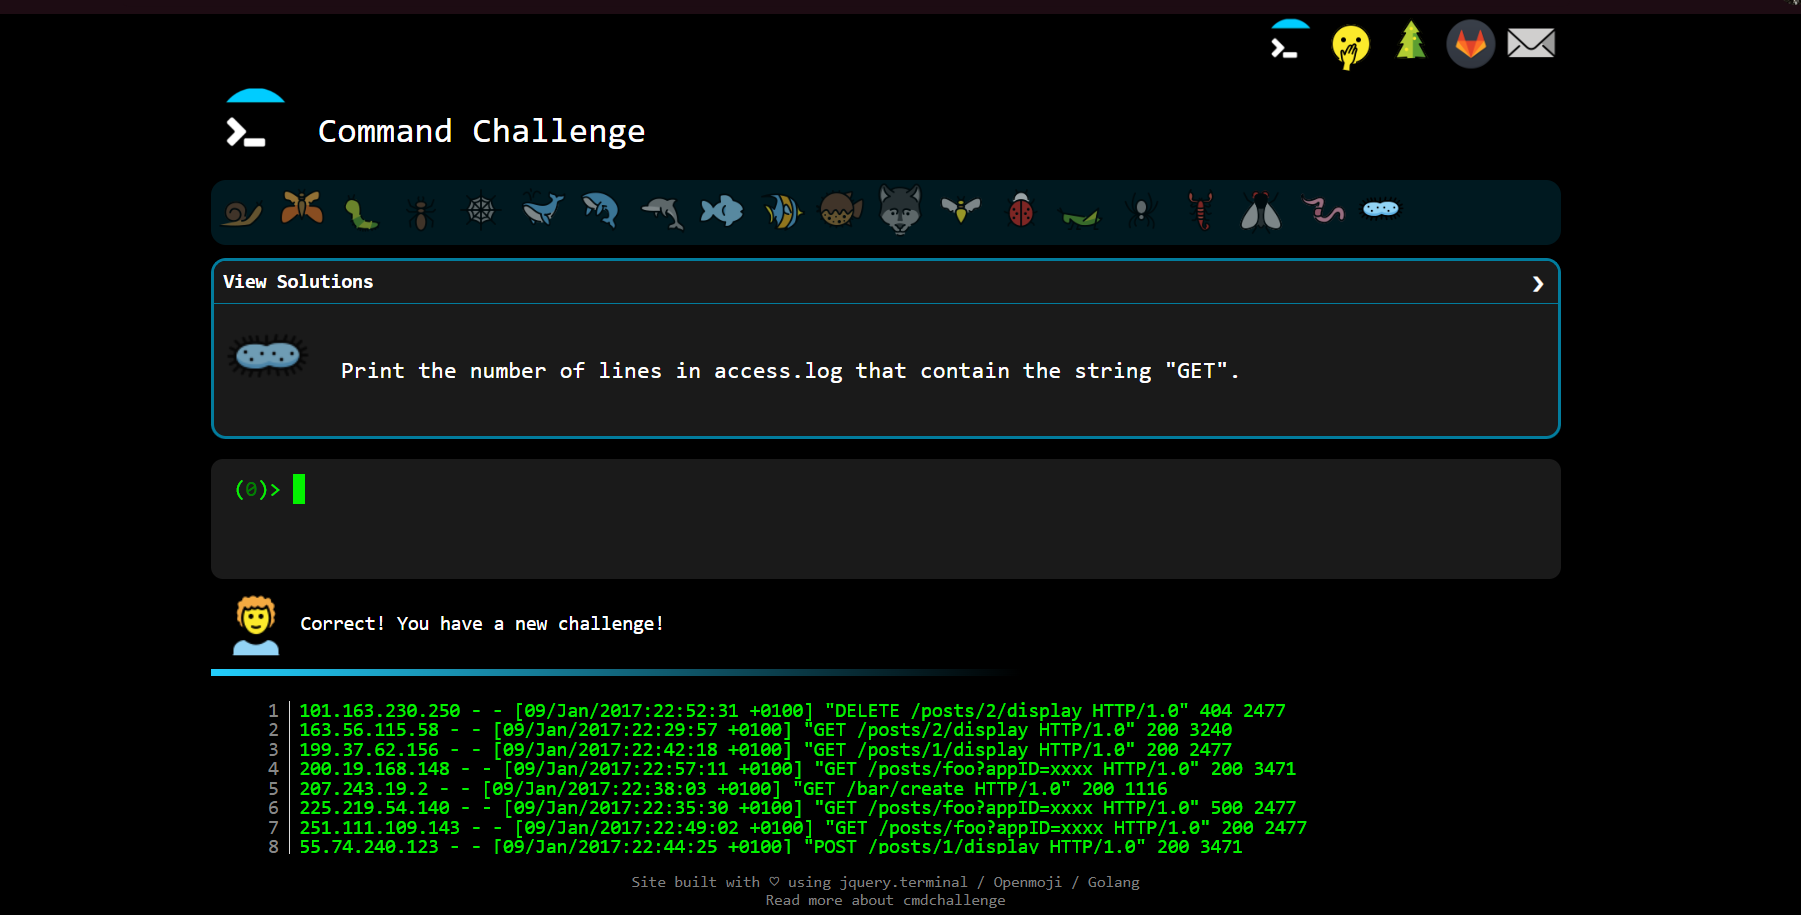 Command Challenge
View Solutions
Print the number of lines in access.log that contain the string "GET".
(0)>
Correct! You have a new challenge!
1 101.163.230.250 - - [09/Jan/2017:22:52:31 +0100] "DELETE /posts/2/display HTTP/1.0" 404 2477
2 163.56.115.58 - - [09/Jan/2017:22:29:57 +0100] "GET /posts/2/display HTTP/1.0" 200 3240
3 199.37.62.156 - - [09/Jan/2017:22:42:18 +0100] "GET /posts/1/display HTTP/1.0" 200 2477
4 200.19.168.148 - - [09/Jan/2017:22:57:11 +0100] "GET /posts/foo?appID=xxxx HTTP/1.0" 200 3471
5 207.243.19.2 - - [09/Jan/2017:22:38:03 +0100] "GET /bar/create HTTP/1.0" 200 1116
6 225.219.54.140 - - [09/Jan/2017:22:35:30 +0100] "GET /posts/foo?appID=xxxx HTTP/1.0" 500 2477
7 251.111.109.143 - - [09/Jan/2017:22:49:02 +0100] "GET /posts/foo?appID=xxxx HTTP/1.0" 200 2477
8 55.74.240.123 - - [09/Jan/2017:22:44:25 +0100] "POST /posts/1/display HTTP/1.0" 200 3471
Site built with ♡ using jquery.terminal / Openmoji / Golang
Read more about cmdchallenge